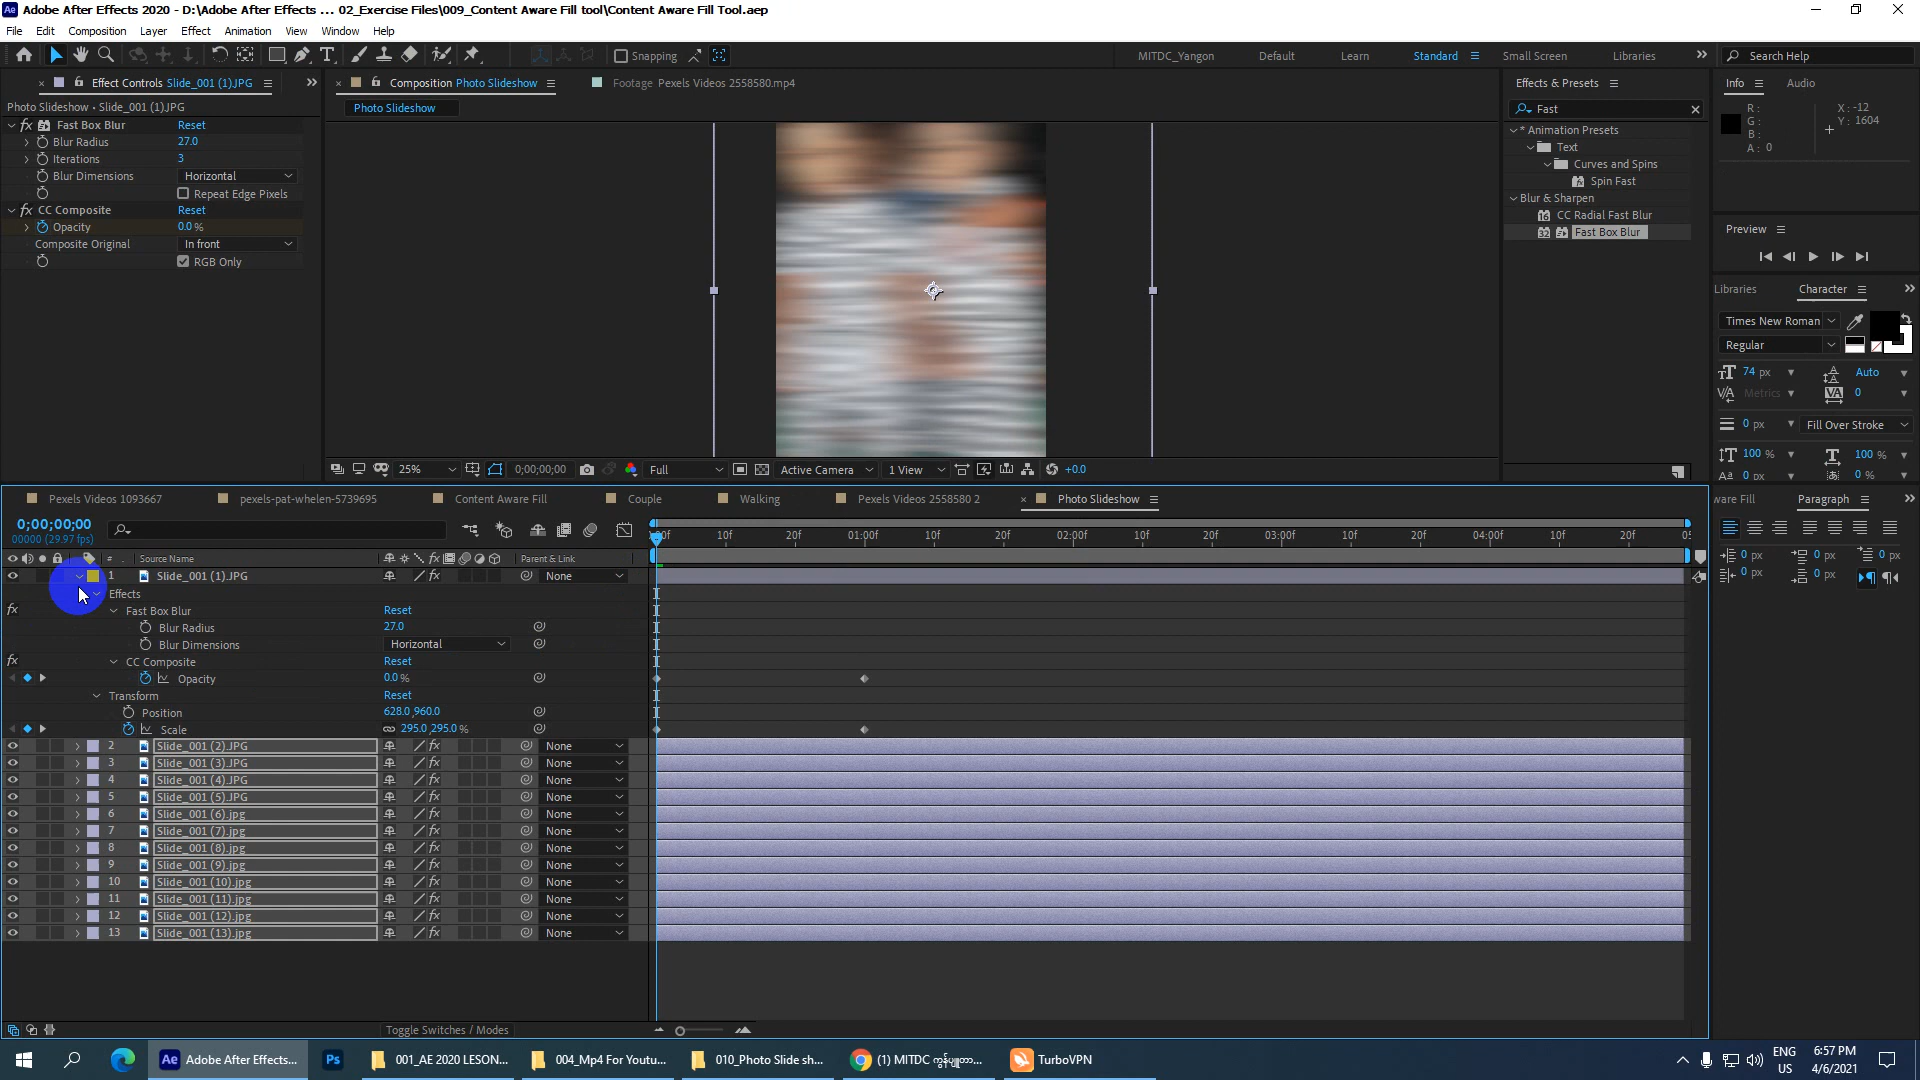 Adobe After Effects 2020 - D:\Adobe After Effects ... 02_Exercise Files\009_Content Aware Fill tool\Content Aware Fill Tool.aep
File Edit Composition Layer Effect Animation View Window Help
Snapping MITDC_Yangon Default Learn Standard Small Screen Libraries Search Help
Effect Controls Slide_001 (1).JPG Composition Photo Slideshow Footage Pexels Videos 2558580.mp4 Effects & Presets Info Audio
Photo Slideshow • Slide_001 (1).JPG Photo Slideshow Fast
R: G: B: A: 0 X: -12 Y: 1604
Fast Box Blur Reset
Blur Radius 27.0
Iterations 3
Blur Dimensions Horizontal
Repeat Edge Pixels
CC Composite Reset
Opacity 0.0 %
Composite Original In front
RGB Only
* Animation Presets
Text
Curves and Spins
Spin Fast
Blur & Sharpen
CC Radial Fast Blur
Fast Box Blur
Preview
Libraries Character
Times New Roman
Regular
74 px Auto
Metrics 0
0 px Fill Over Stroke
100 % 100 %
0 px 0 %
25% 0;00;00;00 Full Active Camera 1 View +0.0
Pexels Videos 1093667 pexels-pat-whelen-5739695 Content Aware Fill Couple Walking Pexels Videos 2558580 2 Photo Slideshow
ware Fill Paragraph
0 px 0 px 0 px
0 px 0 px
0;00;00;00
00000 (29.97 fps)
:00f 10f 20f 01:00f 10f 20f 02:00f 10f 20f 03:00f 10f 20f 04:00f 10f 20f 05
# Source Name Parent & Link
1 Slide_001 (1).JPG None
Effects
Fast Box Blur Reset
Blur Radius 27.0
Blur Dimensions Horizontal
CC Composite Reset
Opacity 0.0 %
Transform Reset
Position 628.0,960.0
Scale 295.0,295.0 %
2 Slide_001 (2).JPG None
3 Slide_001 (3).JPG None
4 Slide_001 (4).JPG None
5 Slide_001 (5).JPG None
6 Slide_001 (6).jpg None
7 Slide_001 (7).jpg None
8 Slide_001 (8).jpg None
9 Slide_001 (9).jpg None
10 Slide_001 (10).jpg None
11 Slide_001 (11).jpg None
12 Slide_001 (12).jpg None
13 Slide_001 (13).jpg None
Toggle Switches / Modes
Adobe After Effects... 001_AE 2020 LESON... 004_Mp4 For Youtu... 010_Photo Slide sh... (1) MITDC TurboVPN
ENG US 6:57 PM 4/6/2021